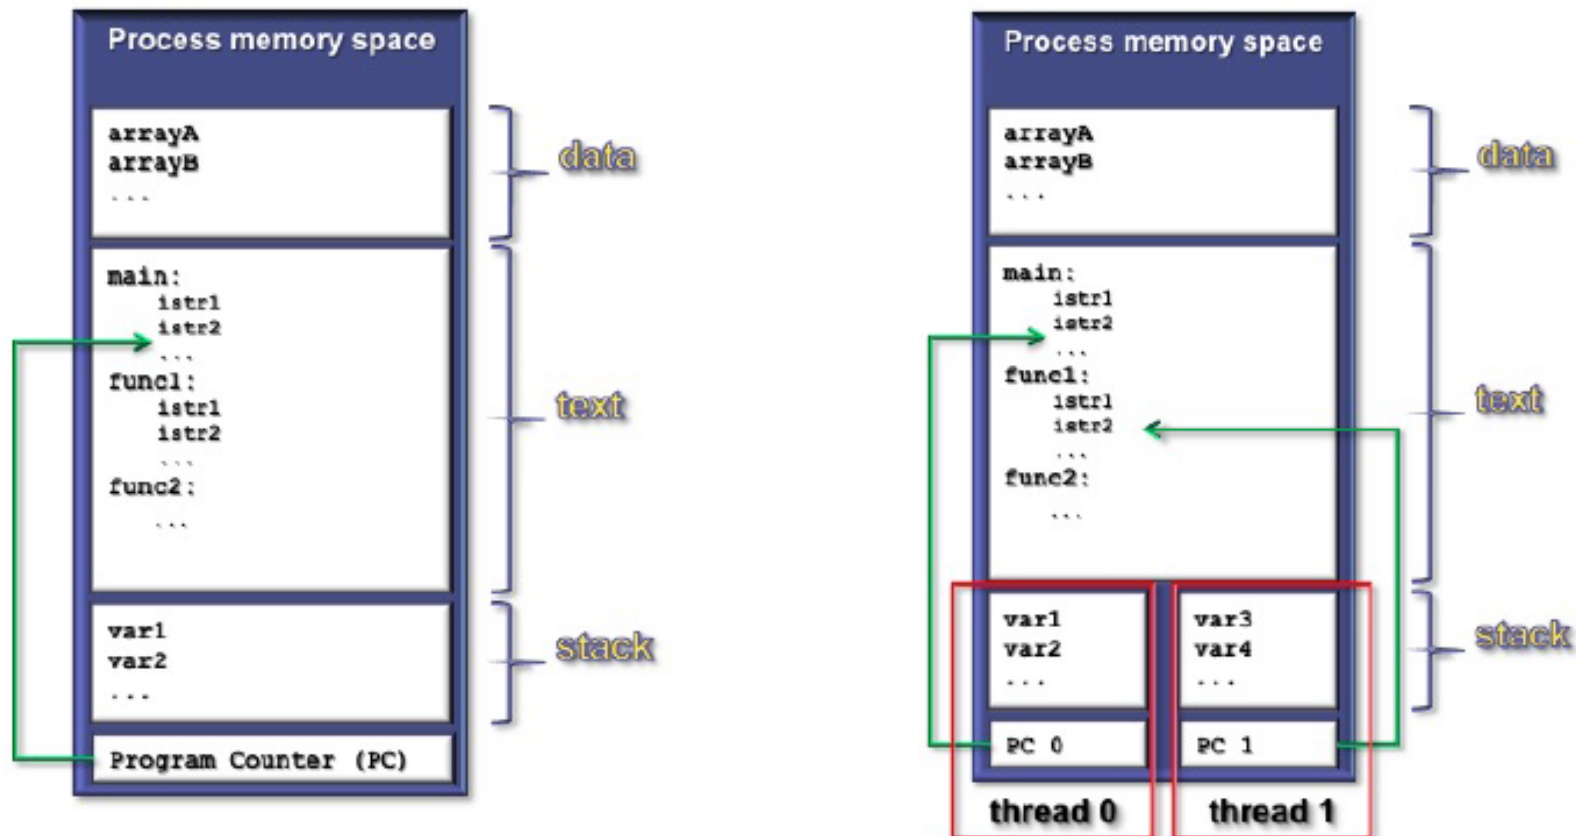 Process memory space
arrayA
arrayB
...
data
main:
istr1
istr2
...
func1:
istr1
istr2
...
func2:
...
text
var1
var2
...
stack
Program Counter (PC)
Process memory space
arrayA
arrayB
...
data
main:
istr1
istr2
...
func1:
istr1
istr2
...
func2:
...
text
var1
var2
...
var3
var4
...
stack
PC 0
PC 1
thread 0
thread 1